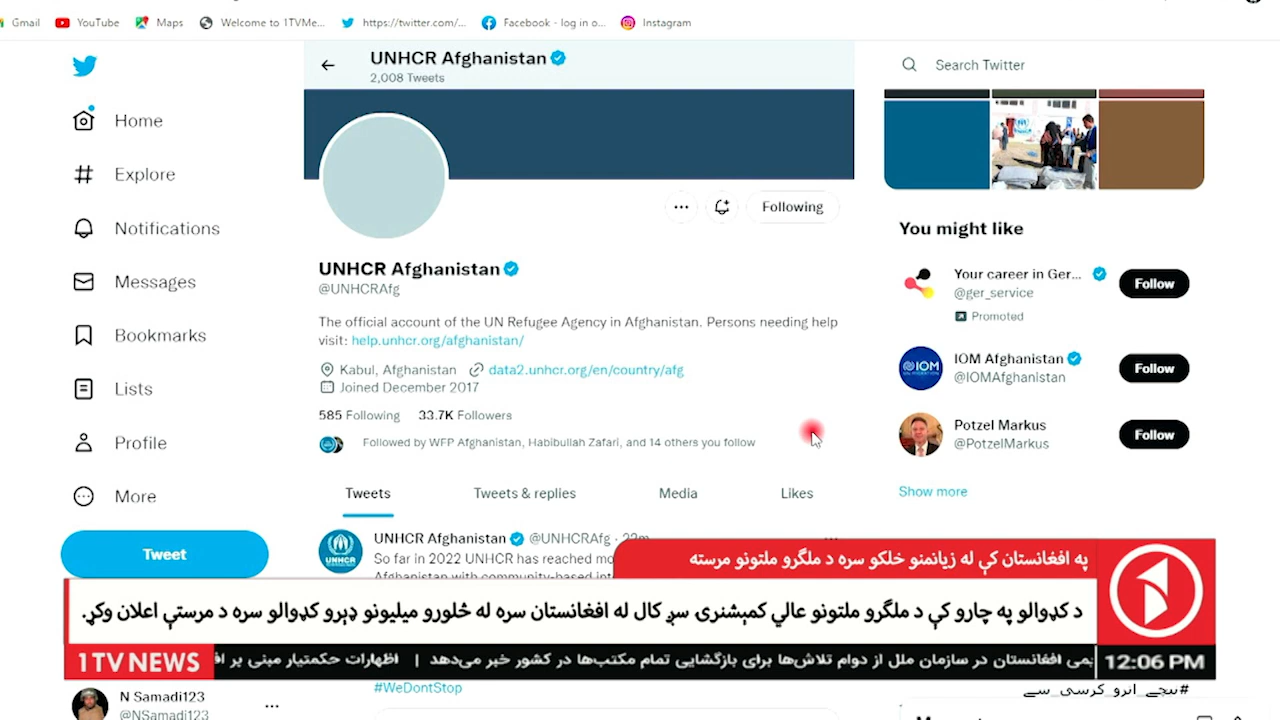 Gmail YouTube Maps Welcome to 1TVMe... https://twitter.com/... Facebook - log in o... Instagram
UNHCR Afghanistan
2,008 Tweets
Search Twitter
Home
Explore
Notifications
Messages
Bookmarks
Lists
Profile
More
Tweet
N Samadi123
@NSamadi123
...
Following
UNHCR Afghanistan
@UNHCRAfg
The official account of the UN Refugee Agency in Afghanistan. Persons needing help
visit: help.unhcr.org/afghanistan/
Kabul, Afghanistan data2.unhcr.org/en/country/afg
Joined December 2017
585 Following 33.7K Followers
Followed by WFP Afghanistan, Habibullah Zafari, and 14 others you follow
Tweets Tweets & replies Media Likes
UNHCR
UNHCR Afghanistan @UNHCRAfg · 22m
So far in 2022 UNHCR has reached
Afghanistan with community-based
#WeDontStop
You might like
Your career in Ger...
@ger_service
Promoted
Follow
IOM
IOM Afghanistan
@IOMAfghanistan
Follow
Potzel Markus
@PotzelMarkus
Follow
Show more
په افغانستان کې له زیانمنو خلکو سره د ملګرو ملتونو مرسته
د کډوالو په چارو کې د ملګرو ملتونو عالي کمېشنرۍ سږ کال له افغانستان سره له څلورو میلیونو ډېرو کډوالو سره د مرستې اعلان وکړ.
1TV NEWS
یمی افغانستان در سازمان ملل از دوام تلاش‌ها برای بازگشایی تمام مکتب‌ها در کشور خبر می‌دهد | اظهارات حکمتیار مبنی بر
12:06 PM